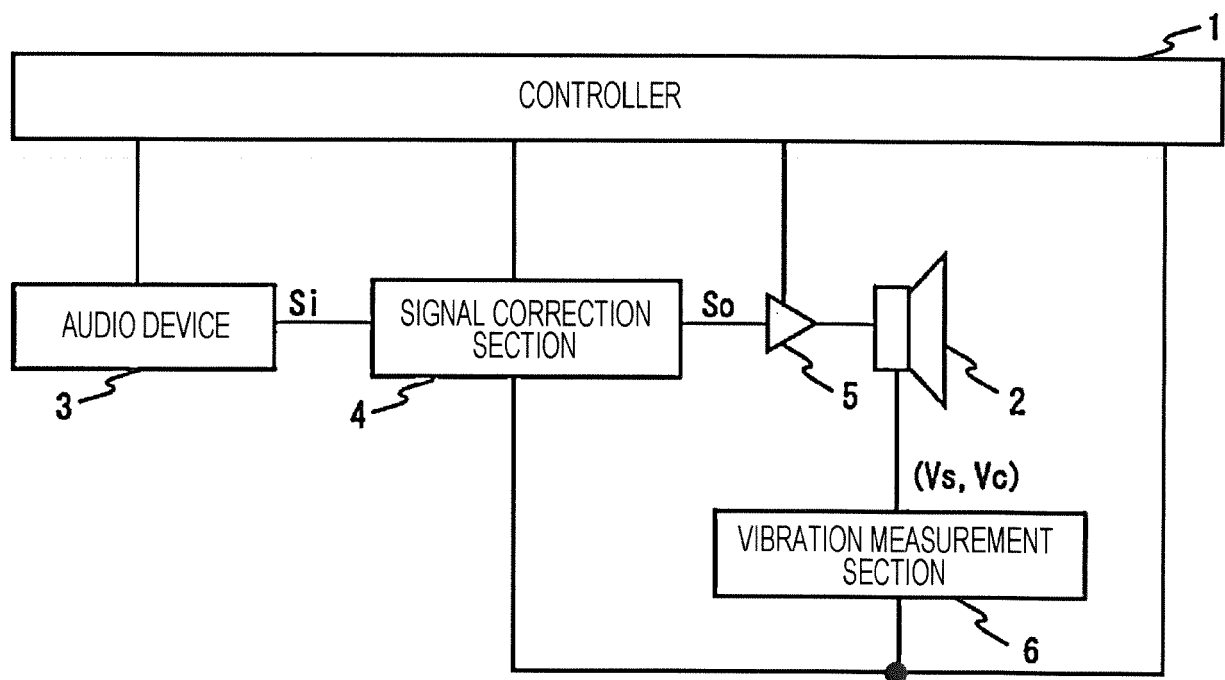 1
CONTROLLER
AUDIO DEVICE
Si
SIGNAL CORRECTION
SECTION
So
3
4
5
2
(Vs, Vc)
VIBRATION MEASUREMENT
SECTION
6